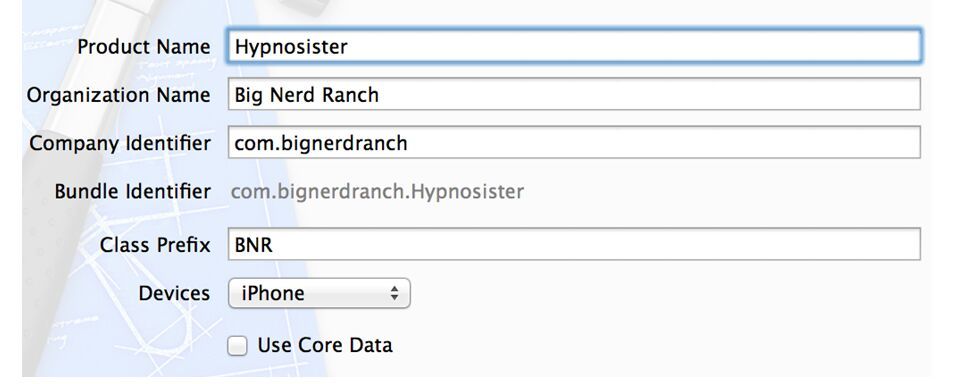 Product Name Hypnosister
Organization Name Big Nerd Ranch
Company Identifier com.bignerdranch
Bundle Identifier com.bignerdranch.Hypnosister
Class Prefix BNR
Devices iPhone
Use Core Data